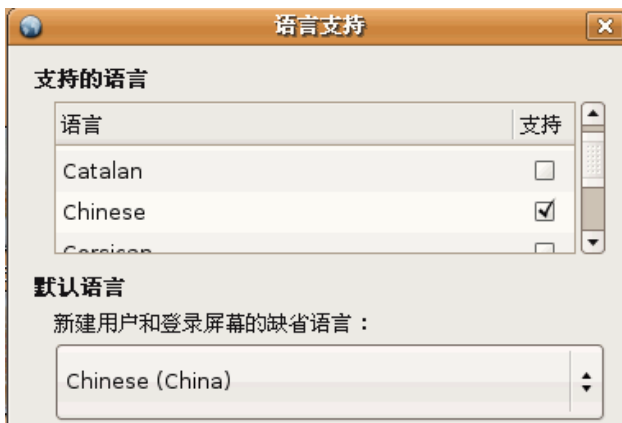 语言支持
支持的语言
语言 支持
Catalan
Chinese
Corsican
默认语言
新建用户和登录屏幕的缺省语言：
Chinese (China)